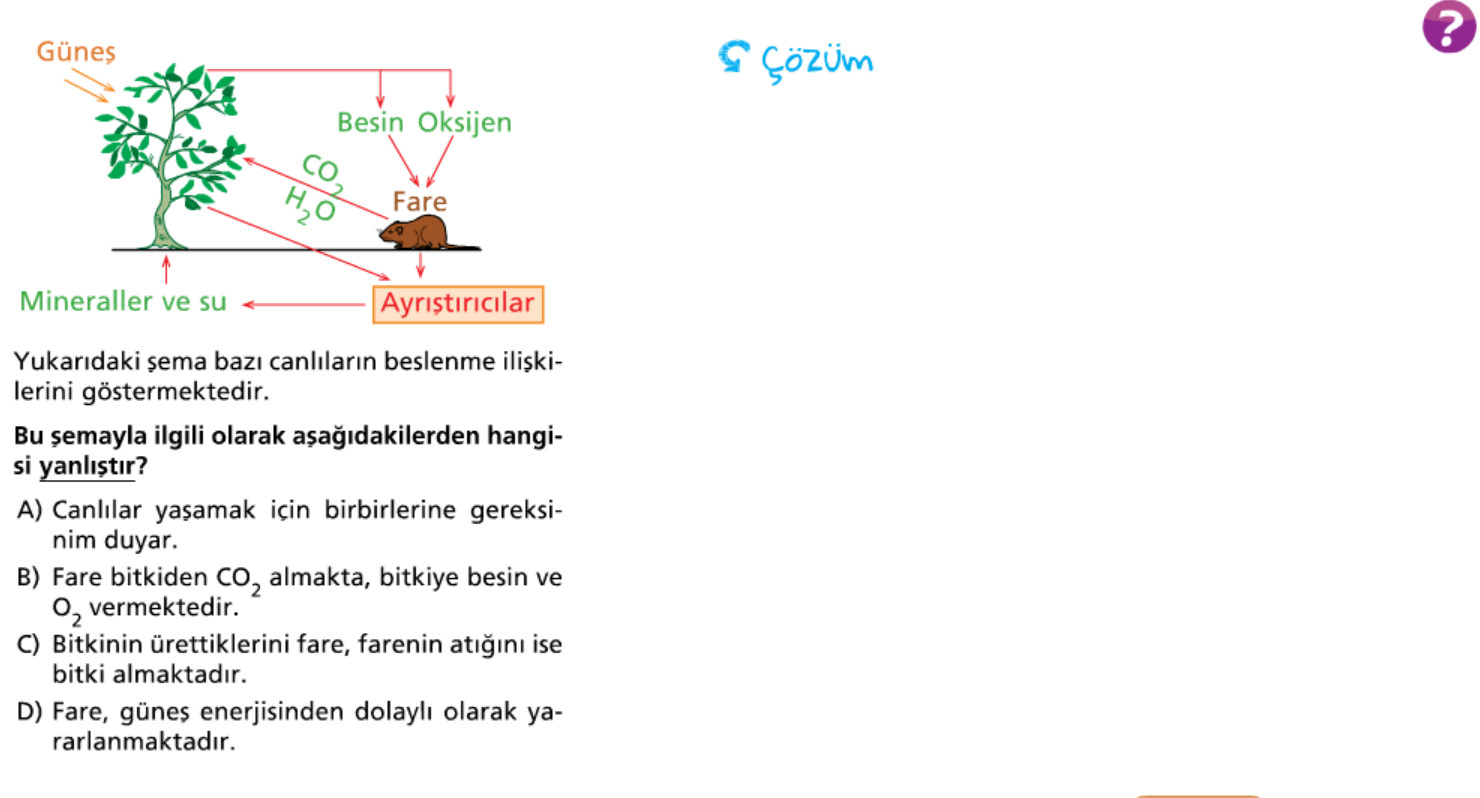 Güneş
Çözüm
?
Besin Oksijen
CO₂
H₂O
Fare
Mineraller ve su
Ayrıştırıcılar
Yukarıdaki şema bazı canlıların beslenme ilişki-
lerini göstermektedir.
Bu şemayla ilgili olarak aşağıdakilerden hangi-
si yanlıştır?
A) Canlılar yaşamak için birbirlerine gereksi-
nim duyar.
B) Fare bitkiden CO₂ almakta, bitkiye besin ve
O₂ vermektedir.
C) Bitkinin ürettiklerini fare, farenin atığını ise
bitki almaktadır.
D) Fare, güneş enerjisinden dolaylı olarak ya-
rarlanmaktadır.